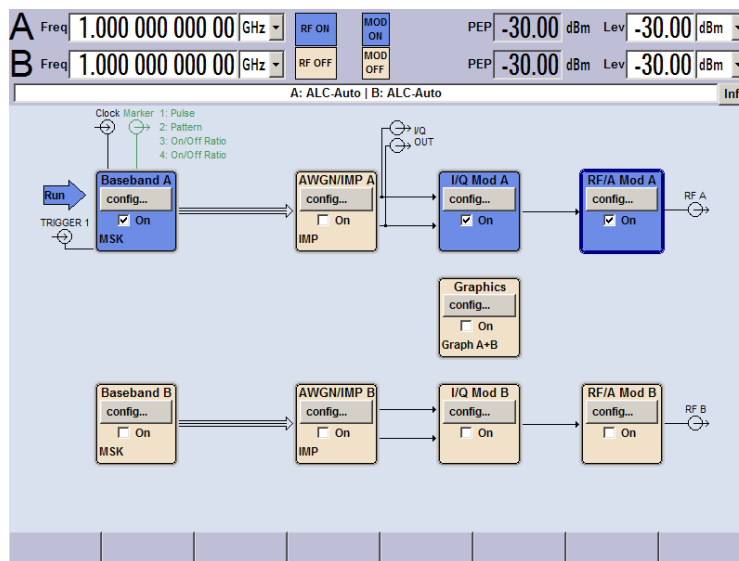 A Freq 1.000 000 000 00 GHz RF ON MOD ON PEP -30.00 dBm Lev -30.00 dBm
B Freq 1.000 000 000 00 GHz RF OFF MOD OFF PEP -30.00 dBm Lev -30.00 dBm
A: ALC-Auto | B: ALC-Auto Inf
Clock Marker 1: Pulse
2: Pattern
3: On/Off Ratio
4: On/Off Ratio
I/Q
OUT
Baseband A AWGN/IMP A I/Q Mod A RF/A Mod A
Run config... config... config... config... RF A
TRIGGER 1 On On On On
MSK IMP
Graphics
config...
On
Graph A+B
Baseband B AWGN/IMP B I/Q Mod B RF/A Mod B
config... config... config... config... RF B
On On On On
MSK IMP